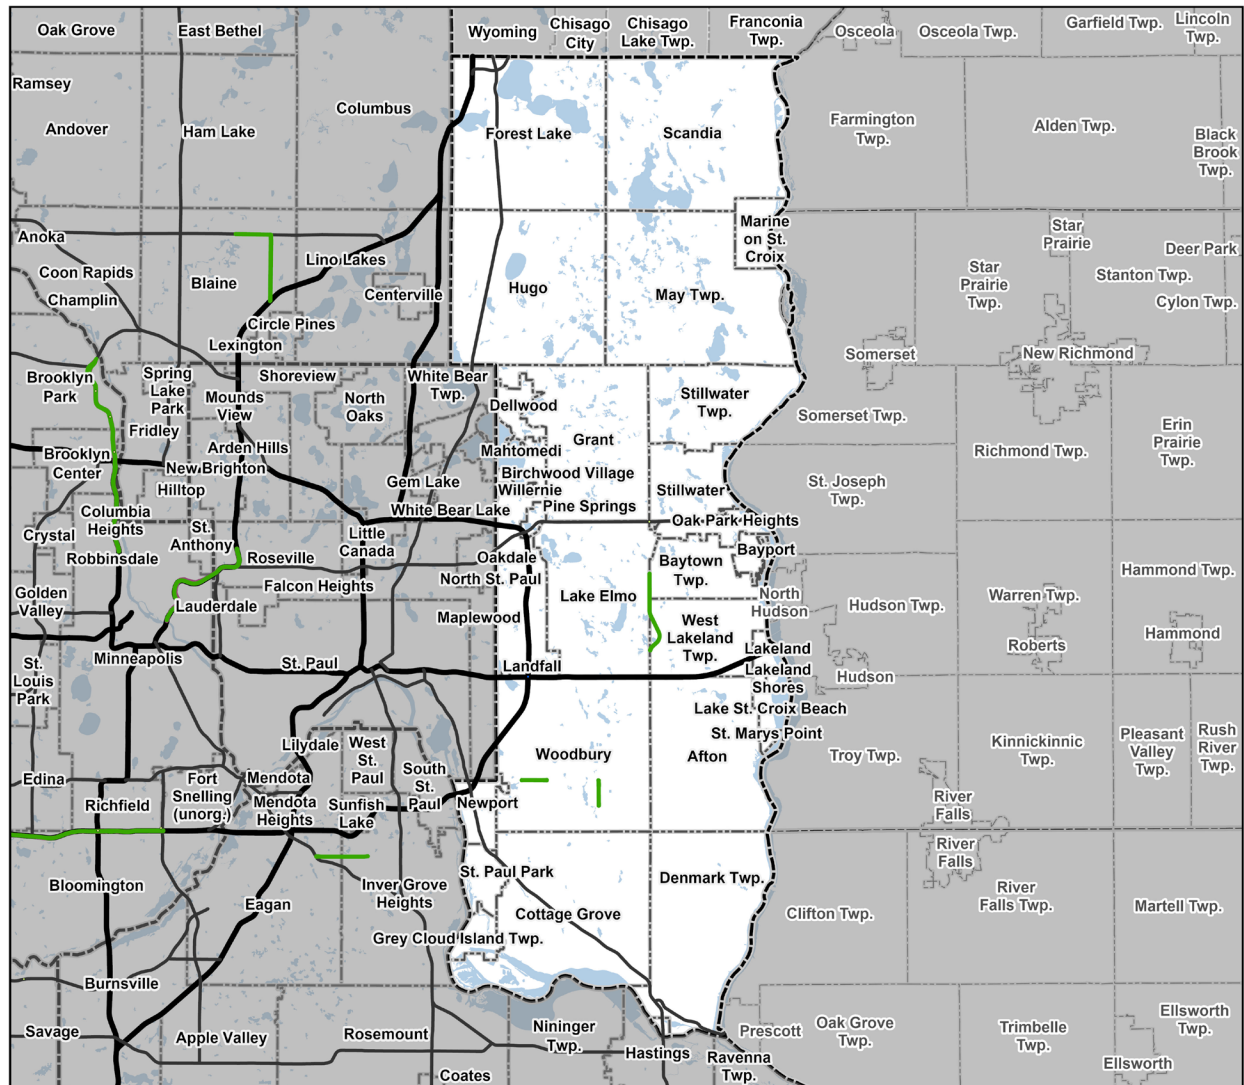 Oak Grove
East Bethel
Wyoming
Chisago
City
Chisago
Lake Twp.
Franconia
Twp.
Osceola
Osceola Twp.
Garfield Twp.
Lincoln
Twp.
Ramsey
Andover
Ham Lake
Columbus
Forest Lake
Scandia
Farmington
Twp.
Alden Twp.
Black
Brook
Twp.
Anoka
Coon Rapids
Champlin
Blaine
Lino Lakes
Centerville
Circle Pines
Lexington
Hugo
May Twp.
Marine
on St.
Croix
Star
Prairie
Star
Prairie
Twp.
Deer Park
Stanton Twp.
Cylon Twp.
Somerset
New Richmond
Brooklyn
Park
Spring
Lake
Park
Fridley
Mounds
View
Shoreview
North
Oaks
White Bear
Twp.
Dellwood
Grant
Stillwater
Twp.
Somerset Twp.
Richmond Twp.
Erin
Prairie
Twp.
Brooklyn
Center
Arden Hills
New Brighton
Hilltop
Mahtomedi
Birchwood Village
Willernie
Gem Lake
Pine Springs
Stillwater
White Bear Lake
St. Joseph
Twp.
Columbia
Heights
Crystal
St.
Anthony
Robbinsdale
Roseville
Little
Canada
Oakdale
Oak Park Heights
Bayport
Baytown
Twp.
North St. Paul
Falcon Heights
Golden
Valley
Lauderdale
Maplewood
Lake Elmo
West
Lakeland
Twp.
North
Hudson
Hudson Twp.
Warren Twp.
Hammond Twp.
Roberts
Hammond
Minneapolis
St. Paul
Landfall
Lakeland
Lakeland
Shores
Hudson
St.
Louis
Park
Lake St. Croix Beach
St. Marys Point
Lilydale
West
St.
Paul
Woodbury
Afton
Troy Twp.
Kinnickinnic
Twp.
Pleasant
Valley
Twp.
Rush
River
Twp.
Edina
Richfield
Fort
Snelling
(unorg.)
Mendota
Mendota
Heights
Sunfish
Lake
South
St.
Paul
Newport
River
Falls
River
Falls
Bloomington
Eagan
Inver Grove
Heights
St. Paul Park
Cottage Grove
Denmark Twp.
Clifton Twp.
River
Falls Twp.
Martell Twp.
Grey Cloud Island Twp.
Burnsville
Savage
Apple Valley
Rosemount
Nininger
Twp.
Hastings
Ravenna
Twp.
Prescott
Oak Grove
Twp.
Trimbelle
Twp.
Ellsworth
Twp.
Ellsworth
Coates